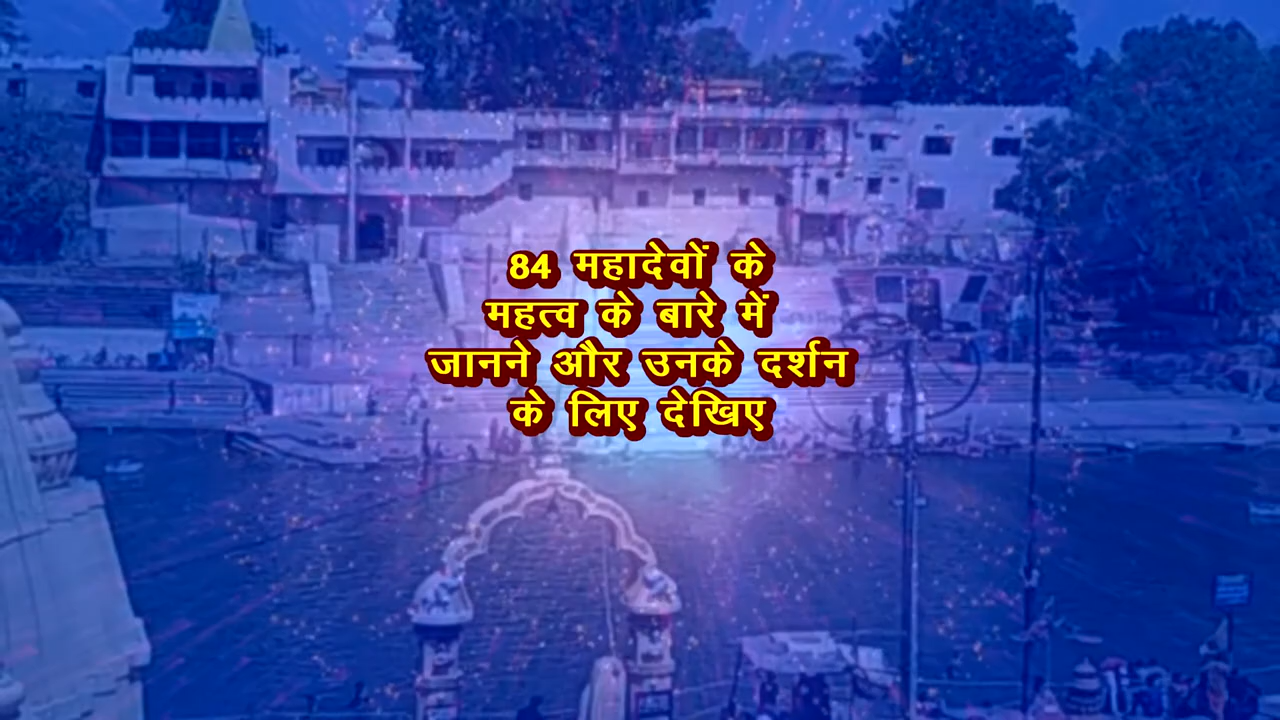 84 महादेवों के
महत्व के बारे में
जानने और उनके दर्शन
के लिए देखिए